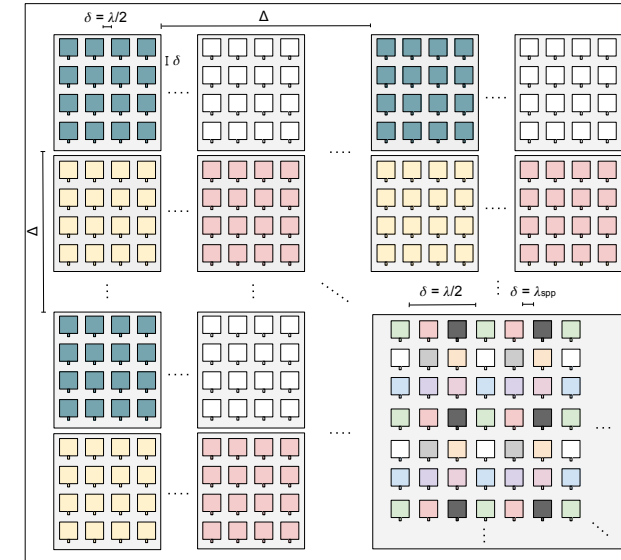 δ = λ/2
Δ
δ
Δ
δ = λ/2
δ = λspp